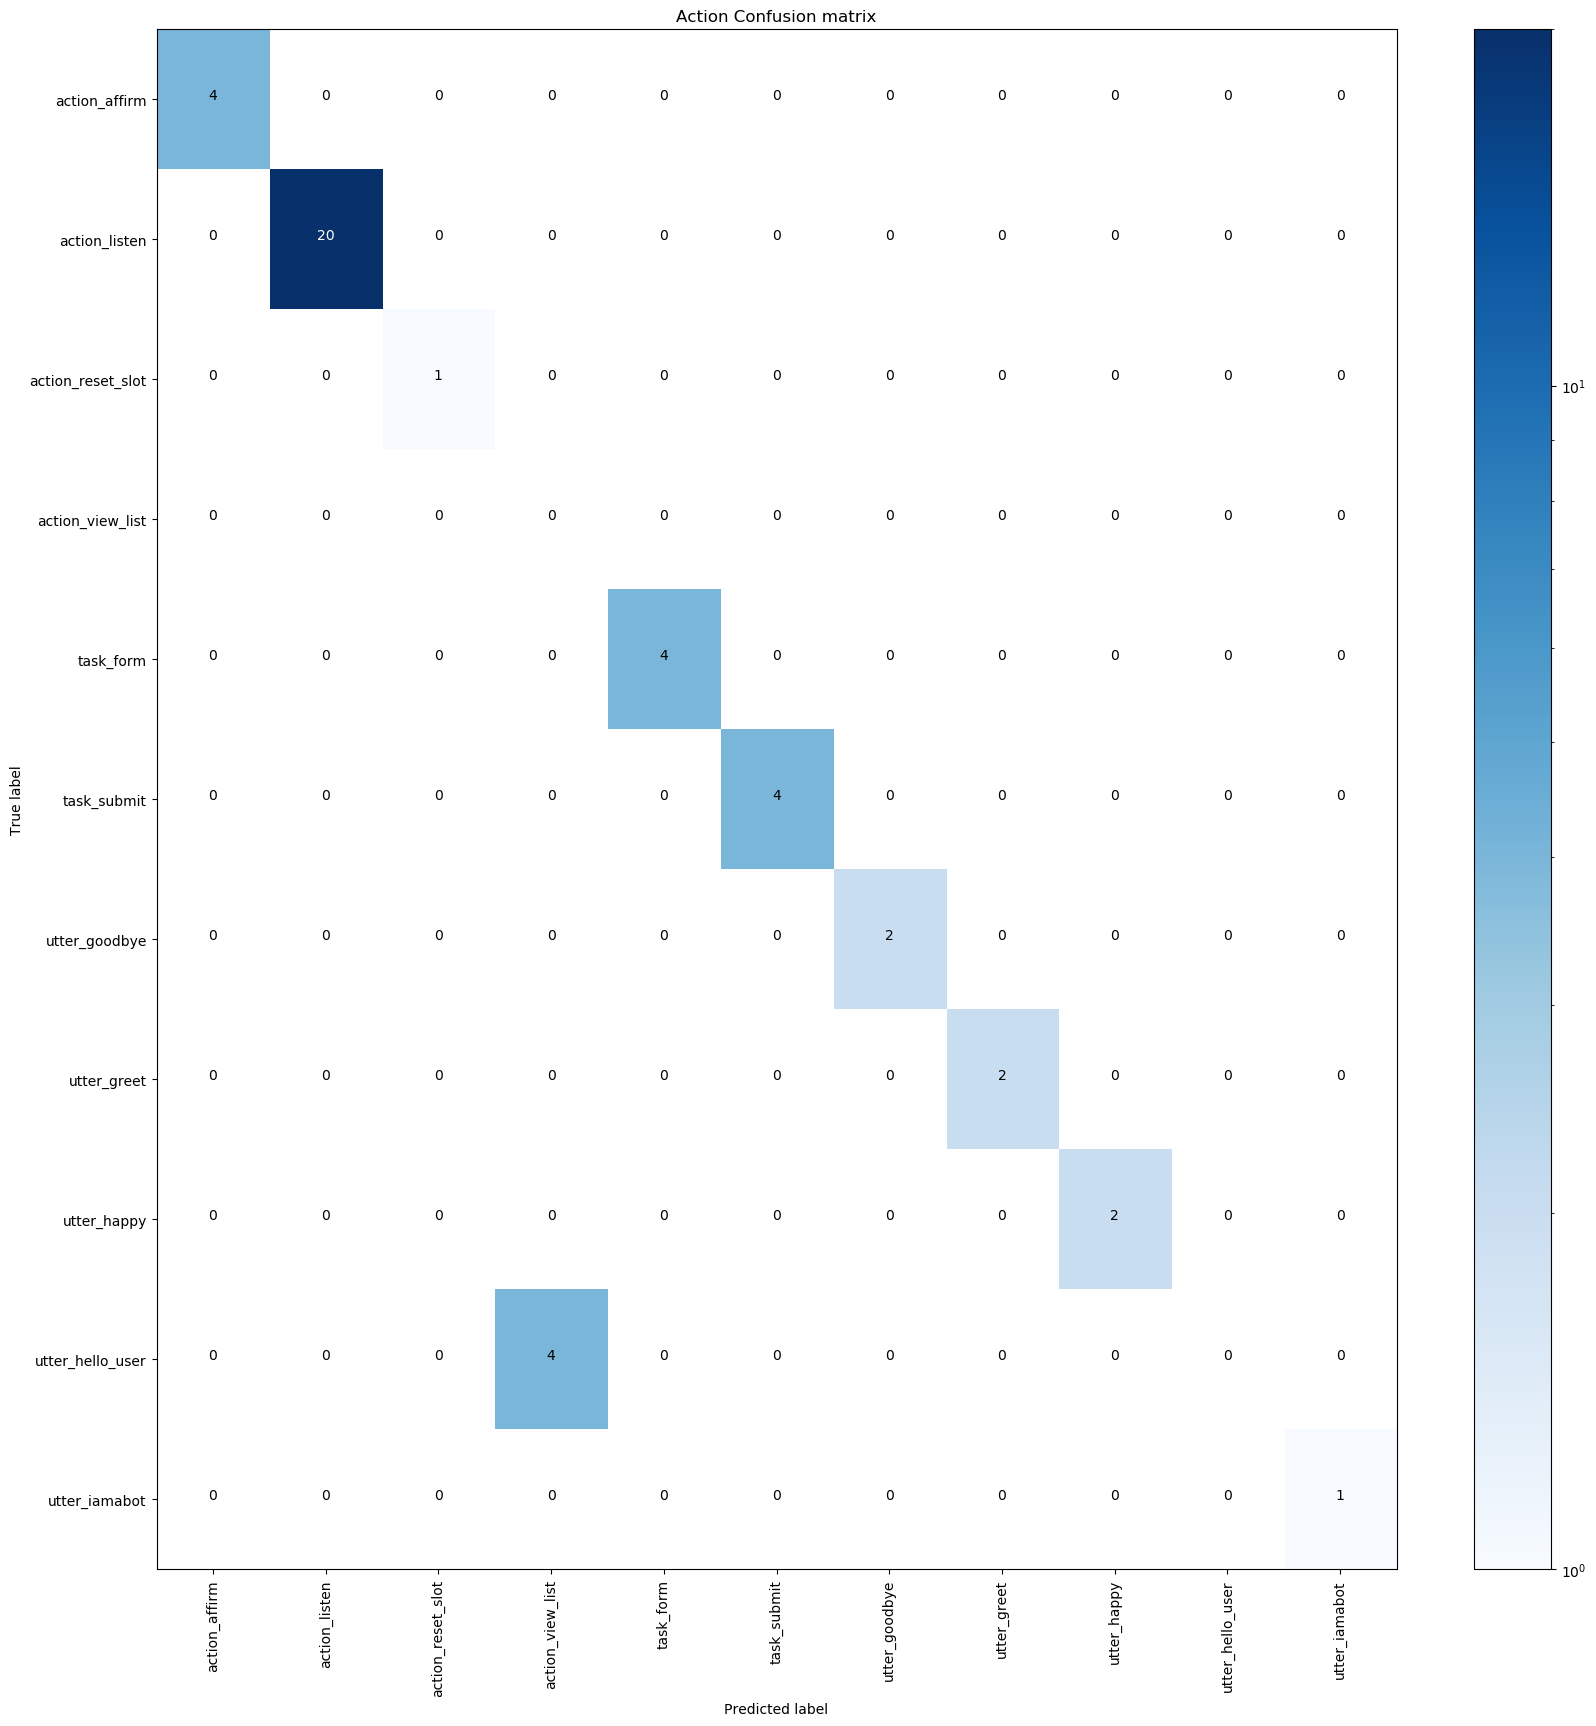 Action Confusion matrix
action_affirm 4 0 0 0 0 0 0 0 0 0 0
action_listen 0 20 0 0 0 0 0 0 0 0 0
action_reset_slot 0 0 1 0 0 0 0 0 0 0 0
action_view_list 0 0 0 0 0 0 0 0 0 0 0
task_form 0 0 0 0 4 0 0 0 0 0 0
task_submit 0 0 0 0 0 4 0 0 0 0 0
utter_goodbye 0 0 0 0 0 0 2 0 0 0 0
utter_greet 0 0 0 0 0 0 0 2 0 0 0
utter_happy 0 0 0 0 0 0 0 0 2 0 0
utter_hello_user 0 0 0 4 0 0 0 0 0 0 0
utter_iamabot 0 0 0 0 0 0 0 0 0 0 1
True label
action_affirm
action_listen
action_reset_slot
action_view_list
task_form
task_submit
utter_goodbye
utter_greet
utter_happy
utter_hello_user
utter_iamabot
Predicted label
10¹
10⁰